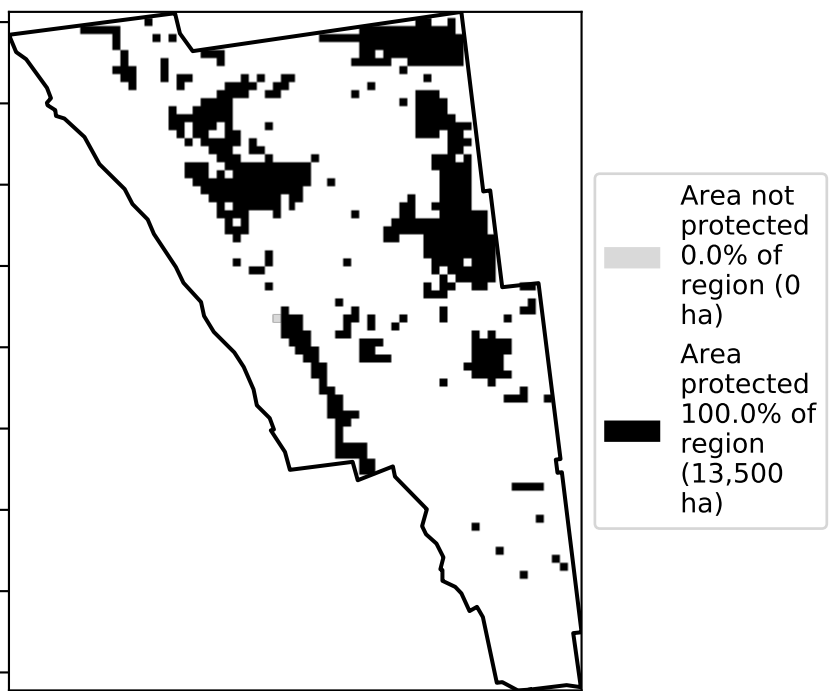 Area not
protected
0.0% of
region (0
ha)
Area
protected
100.0% of
region
(13,500
ha)